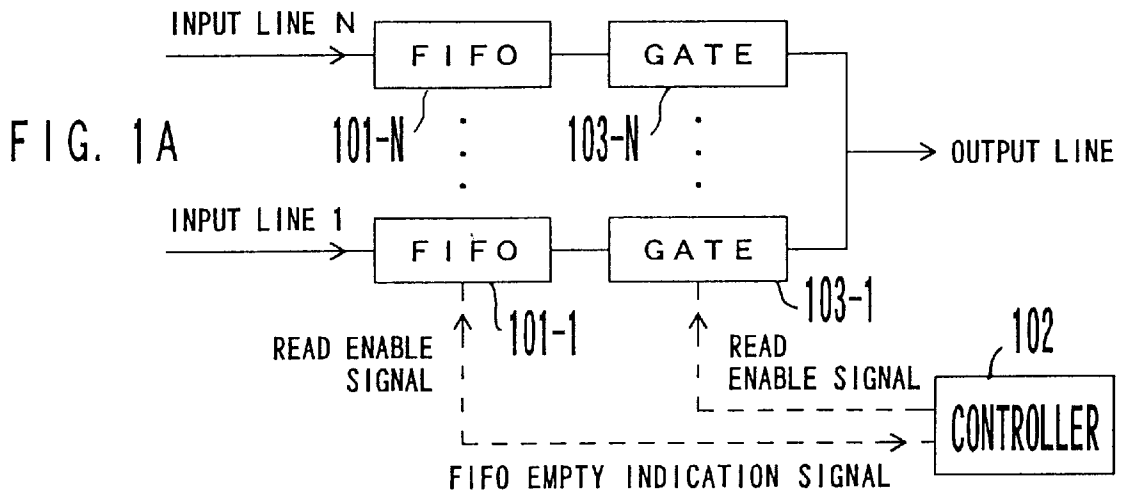 INPUT LINE N
FIFO
GATE
FIG. 1A
101-N
103-N
OUTPUT LINE
INPUT LINE 1
FIFO
GATE
101-1
103-1
READ ENABLE
SIGNAL
READ
ENABLE SIGNAL
102
CONTROLLER
FIFO EMPTY INDICATION SIGNAL